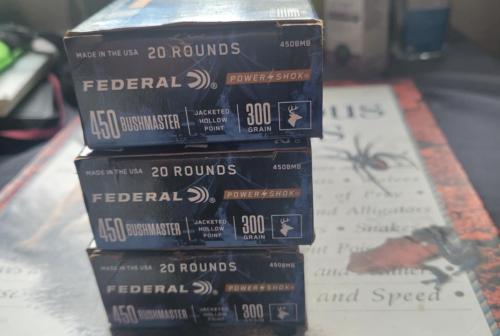 MADE IN THE USA 20 ROUNDS 450BMB
FEDERAL® POWER SHOK
450 BUSHMASTER JACKETED HOLLOW POINT 300 GRAIN
MADE IN THE USA 20 ROUNDS 450BMB
FEDERAL® POWER SHOK
450 BUSHMASTER JACKETED HOLLOW POINT 300 GRAIN
MADE IN THE USA 20 ROUNDS 450BMB
FEDERAL® POWER SHOK
450 BUSHMASTER JACKETED HOLLOW POINT 300 GRAIN
of Prey
and Alligators
Snakes
and Speed